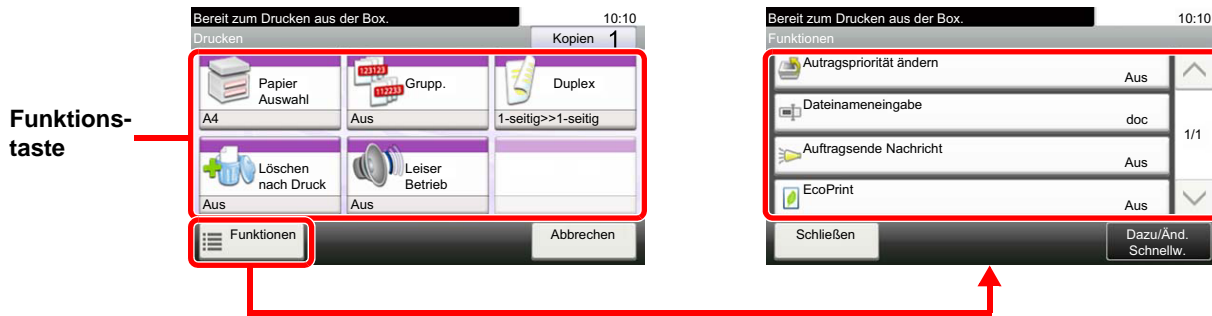 Funktions-
taste
Bereit zum Drucken aus der Box. 10:10
Drucken Kopien 1
Papier
Auswahl
A4
123123
112233
Grupp.
Aus
Duplex
1-seitig>>1-seitig
Löschen
nach Druck
Aus
Leiser
Betrieb
Aus
Funktionen
Abbrechen
Bereit zum Drucken aus der Box. 10:10
Funktionen
Autragspriorität ändern
Aus
Dateinameneingabe
doc
1/1
Auftragsende Nachricht
Aus
EcoPrint
Aus
Schließen
Dazu/Änd.
Schnellw.